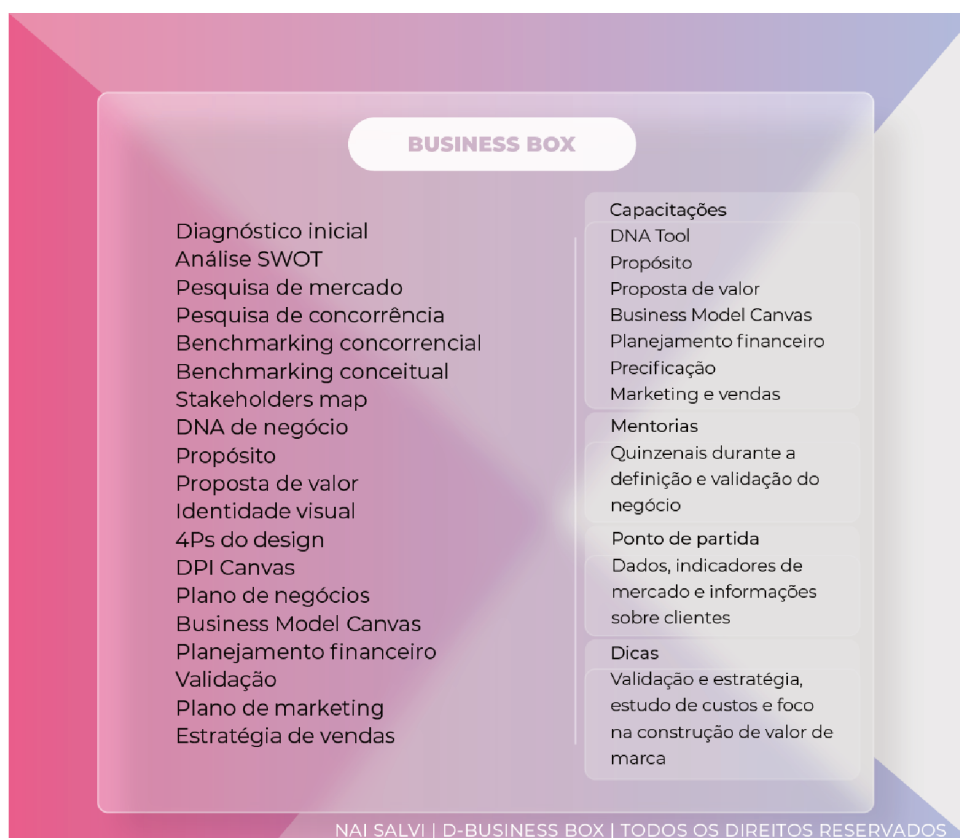 BUSINESS BOX
Diagnóstico inicial
Análise SWOT
Pesquisa de mercado
Pesquisa de concorrência
Benchmarking concorrencial
Benchmarking conceitual
Stakeholders map
DNA de negócio
Propósito
Proposta de valor
Identidade visual
4Ps do design
DPI Canvas
Plano de negócios
Business Model Canvas
Planejamento financeiro
Validação
Plano de marketing
Estratégia de vendas
Capacitações
DNA Tool
Propósito
Proposta de valor
Business Model Canvas
Planejamento financeiro
Precificação
Marketing e vendas
Mentorias
Quinzenais durante a
definição e validação do
negócio
Ponto de partida
Dados, indicadores de
mercado e informações
sobre clientes
Dicas
Validação e estratégia,
estudo de custos e foco
na construção de valor de
marca
NAI SALVI | D-BUSINESS BOX | TODOS OS DIREITOS RESERVADOS